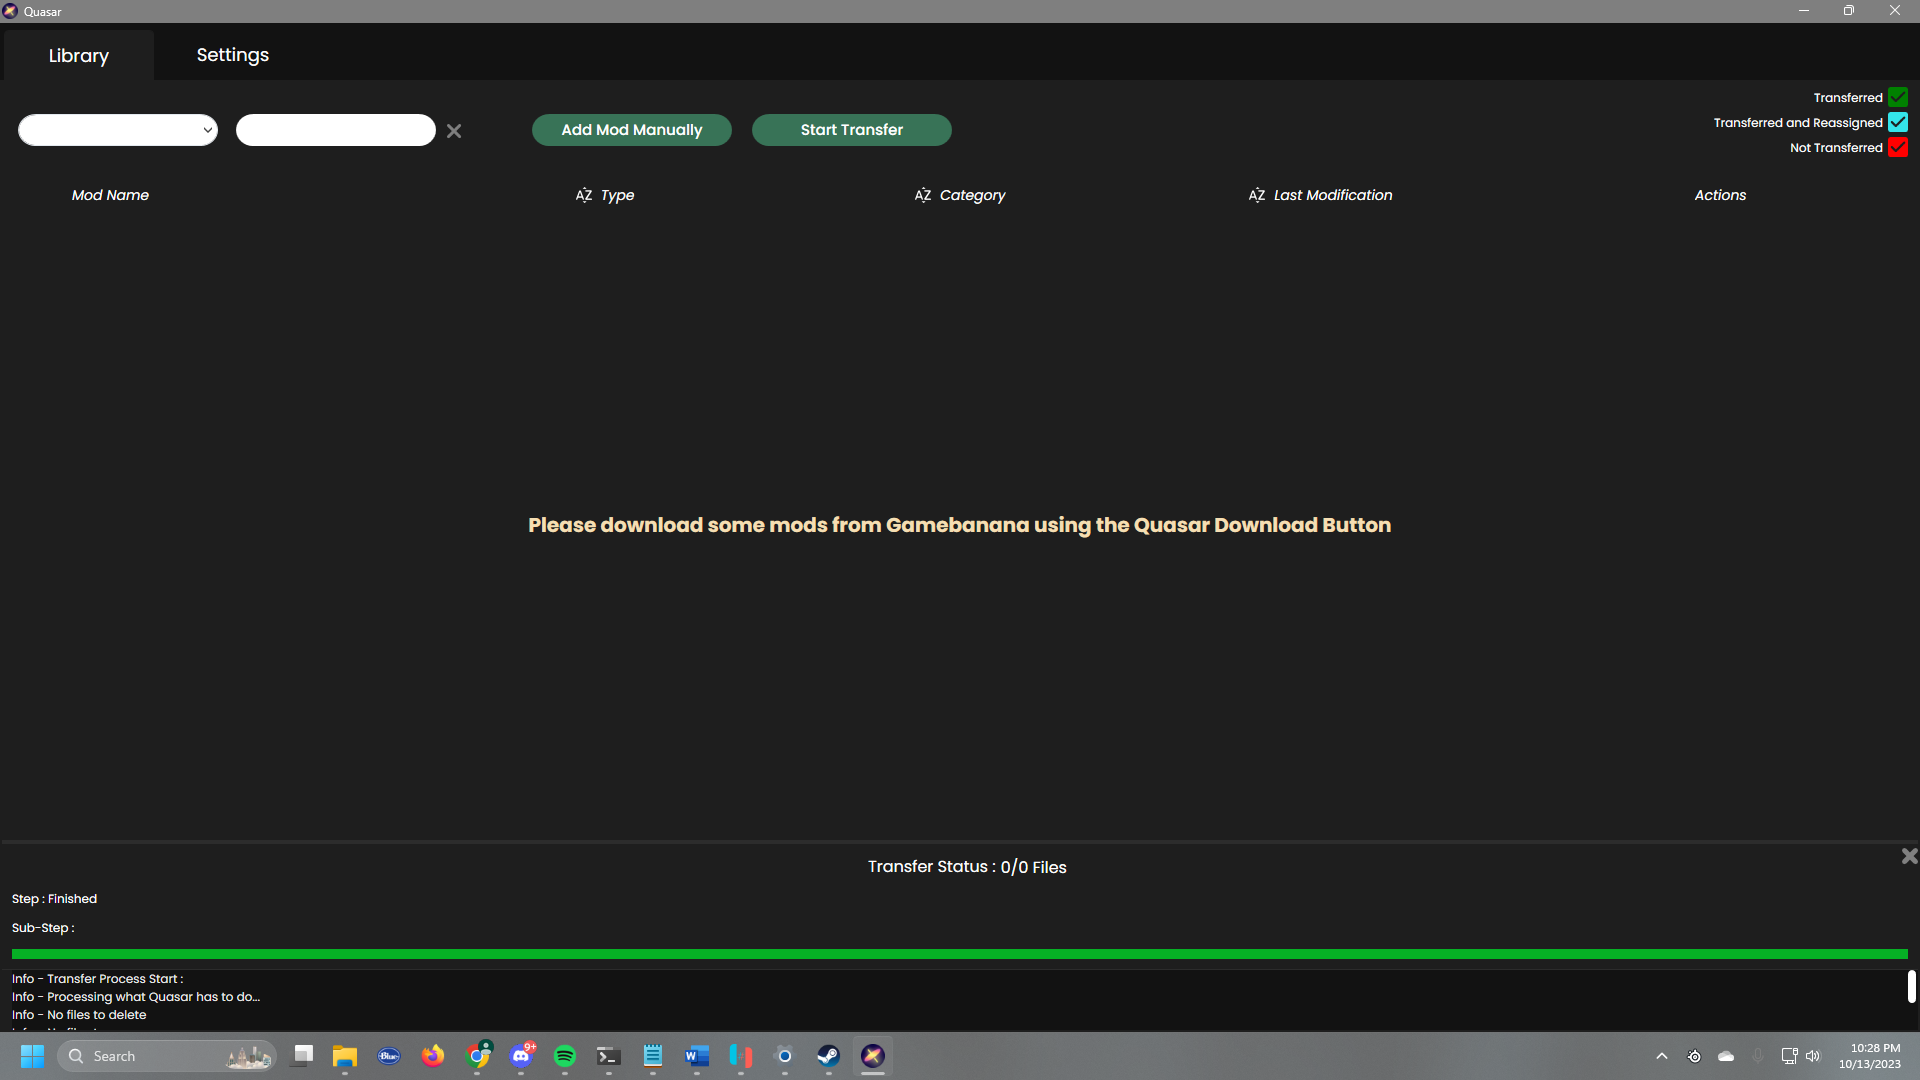 Quasar
Library
Settings
Add Mod Manually
Start Transfer
Transferred
Transferred and Reassigned
Not Transferred
Mod Name
AZ Type
AZ Category
AZ Last Modification
Actions
Please download some mods from Gamebanana using the Quasar Download Button
Transfer Status : 0/0 Files
Step : Finished
Sub-Step :
Info - Transfer Process Start :
Info - Processing what Quasar has to do...
Info - No files to delete
Search
Blue
9+
W
10:28 PM
10/13/2023